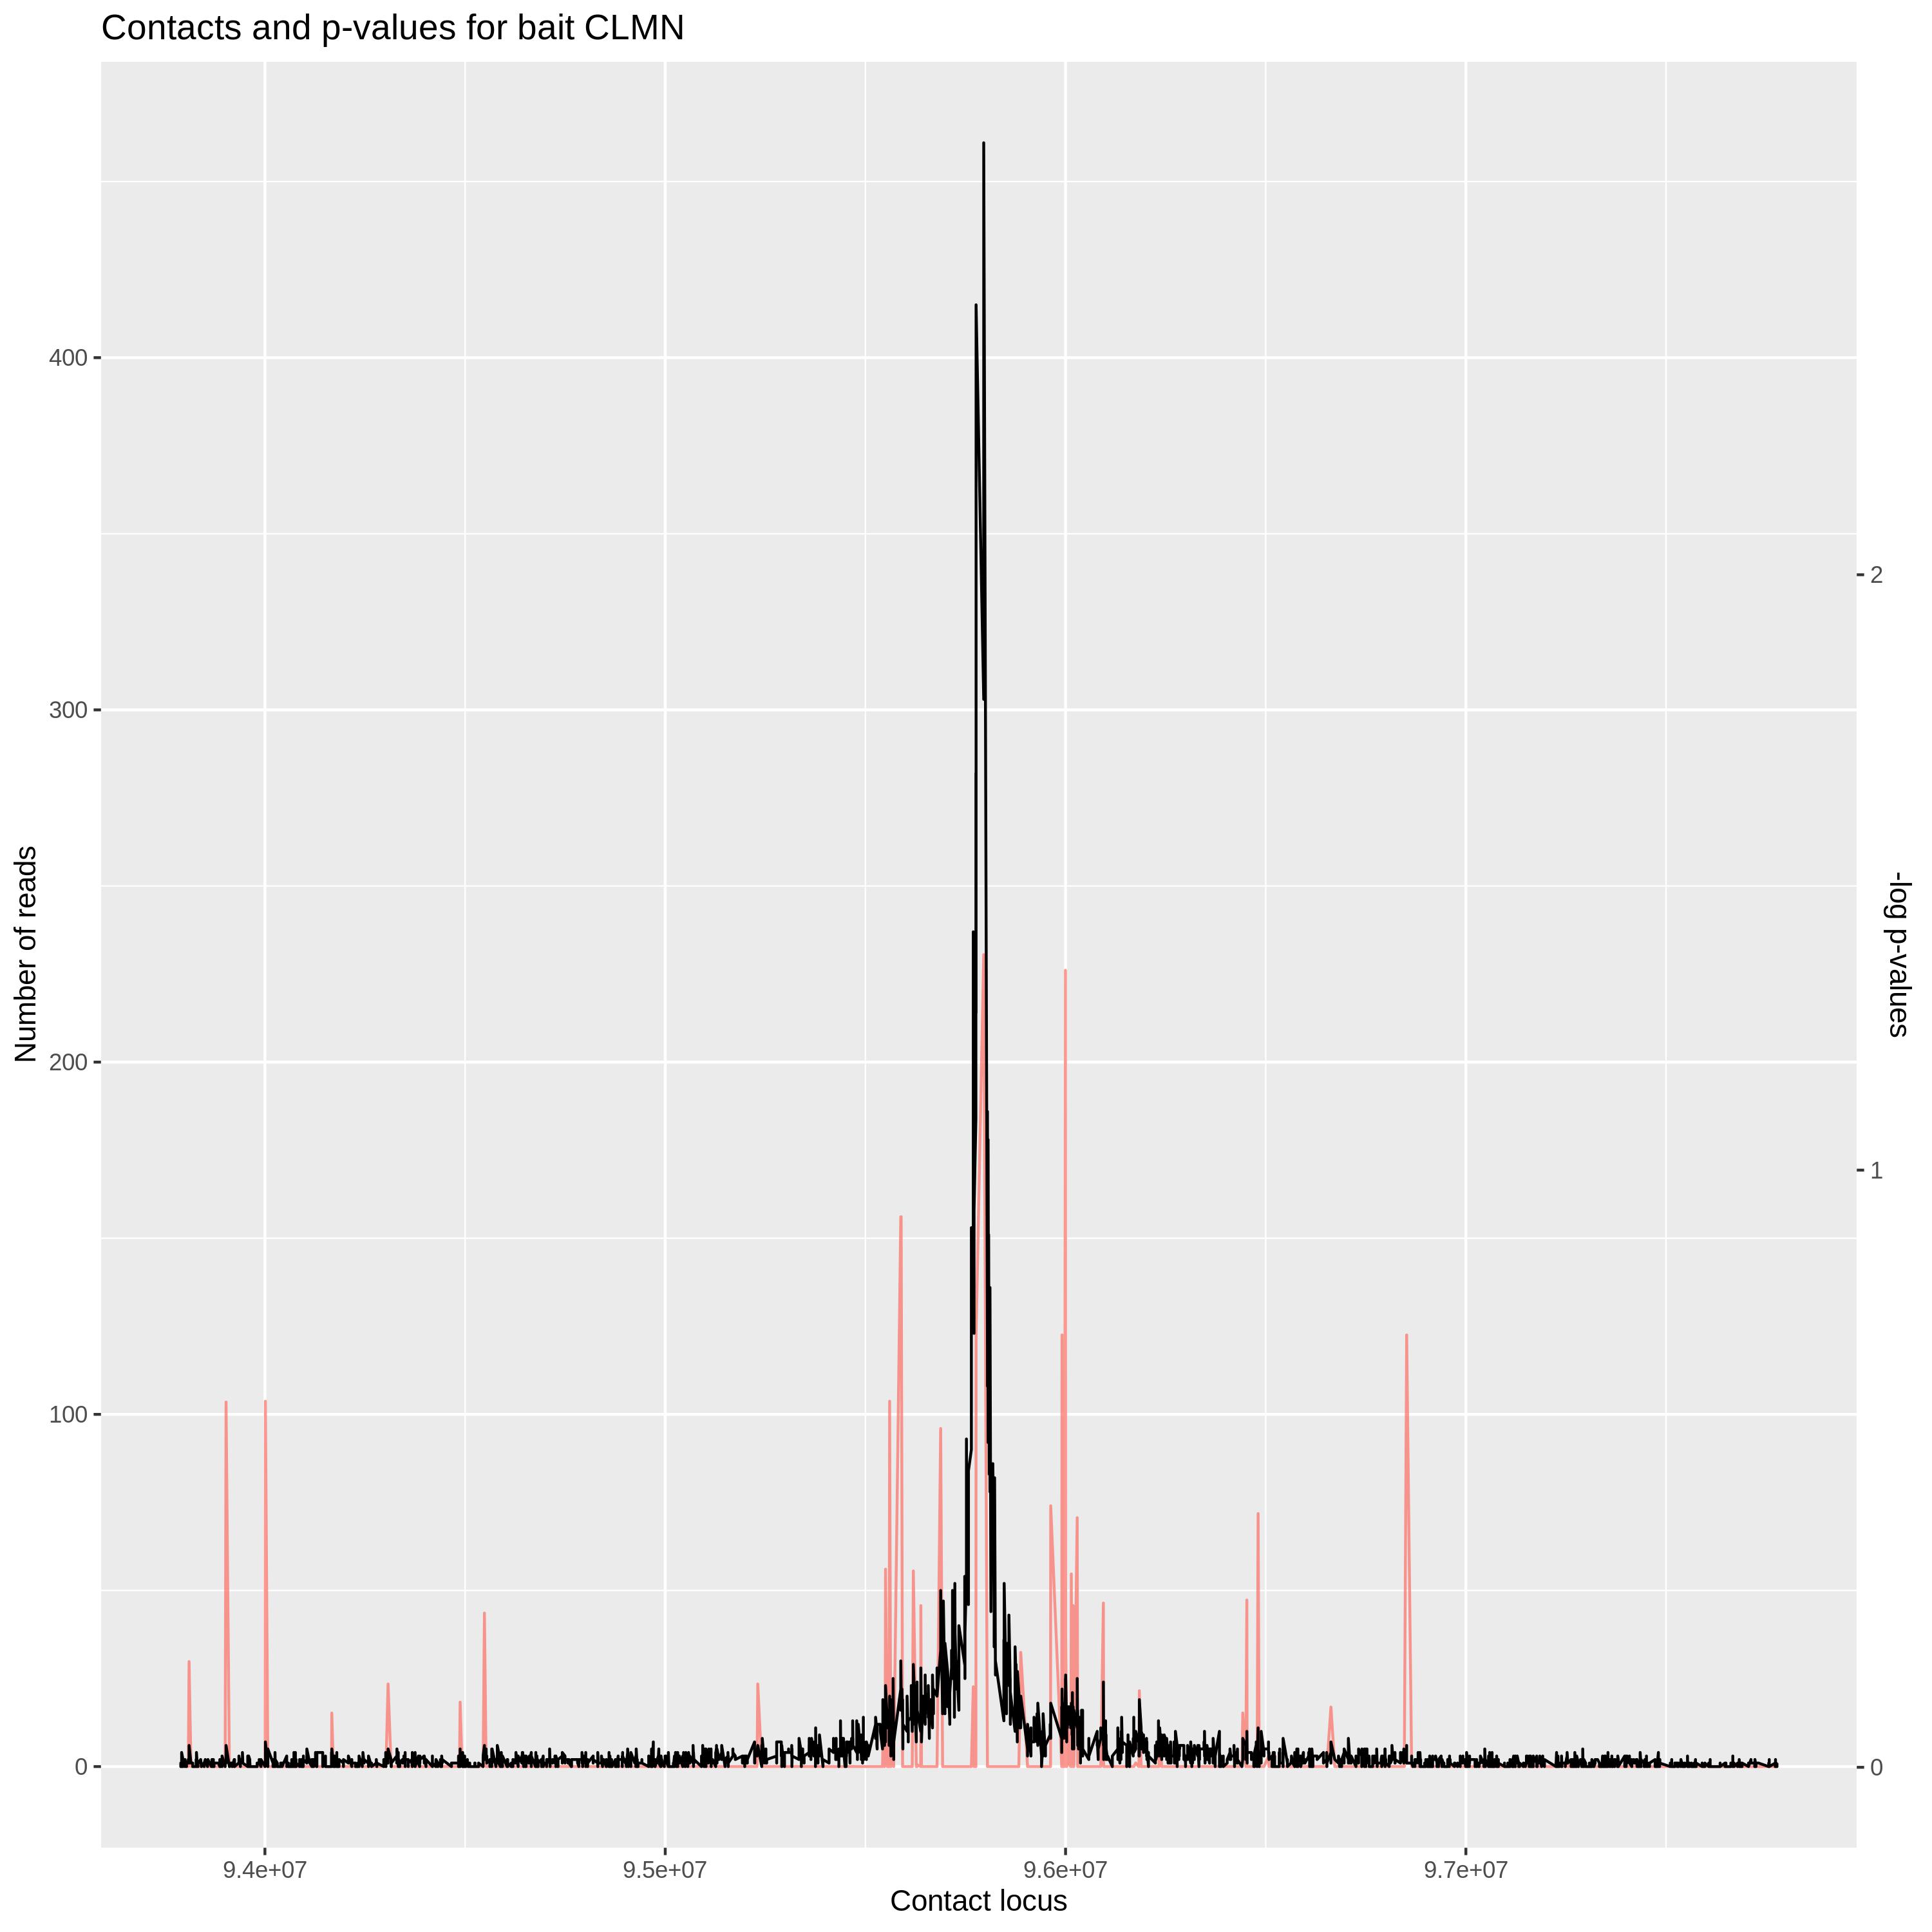 Contacts and p-values for bait CLMN
Number of reads
400
300
200
100
0
2
1
0
-log p-values
9.4e+07 9.5e+07 9.6e+07 9.7e+07
Contact locus